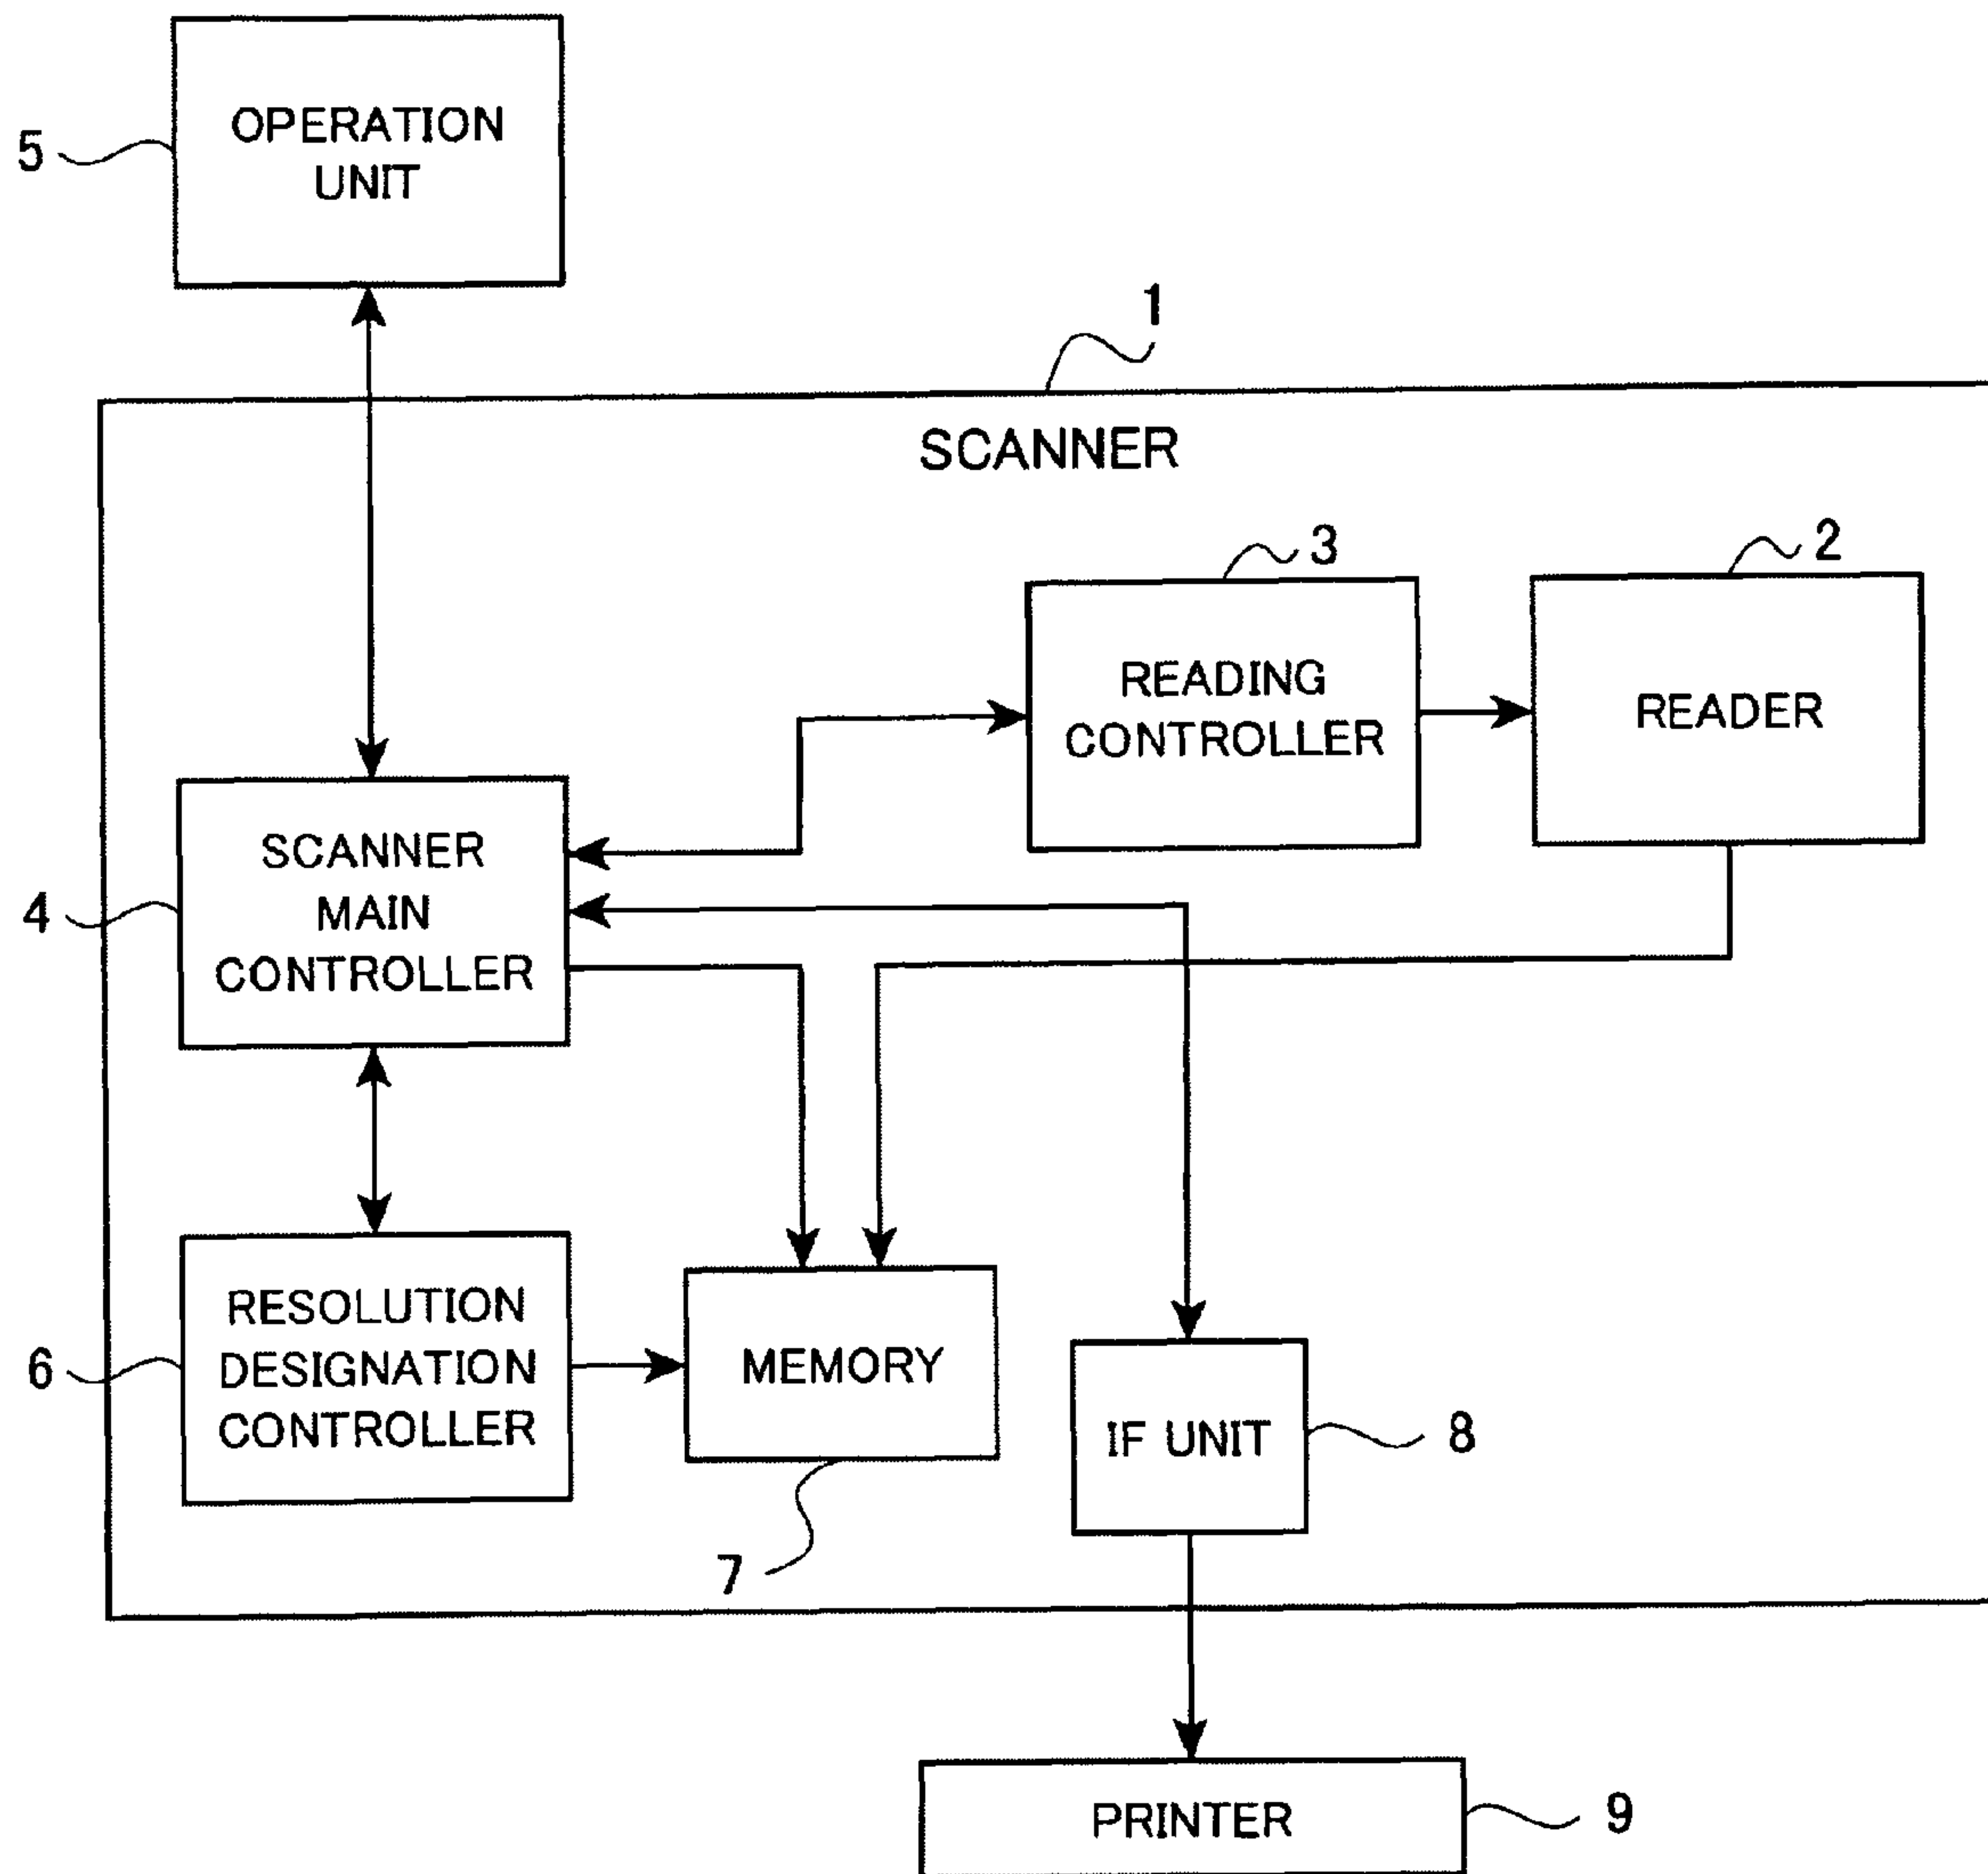 OPERATION
UNIT
5
1
SCANNER
3
2
READING
CONTROLLER
READER
SCANNER
MAIN
CONTROLLER
4
RESOLUTION
DESIGNATION
CONTROLLER
6
MEMORY
7
IF UNIT
8
PRINTER
9